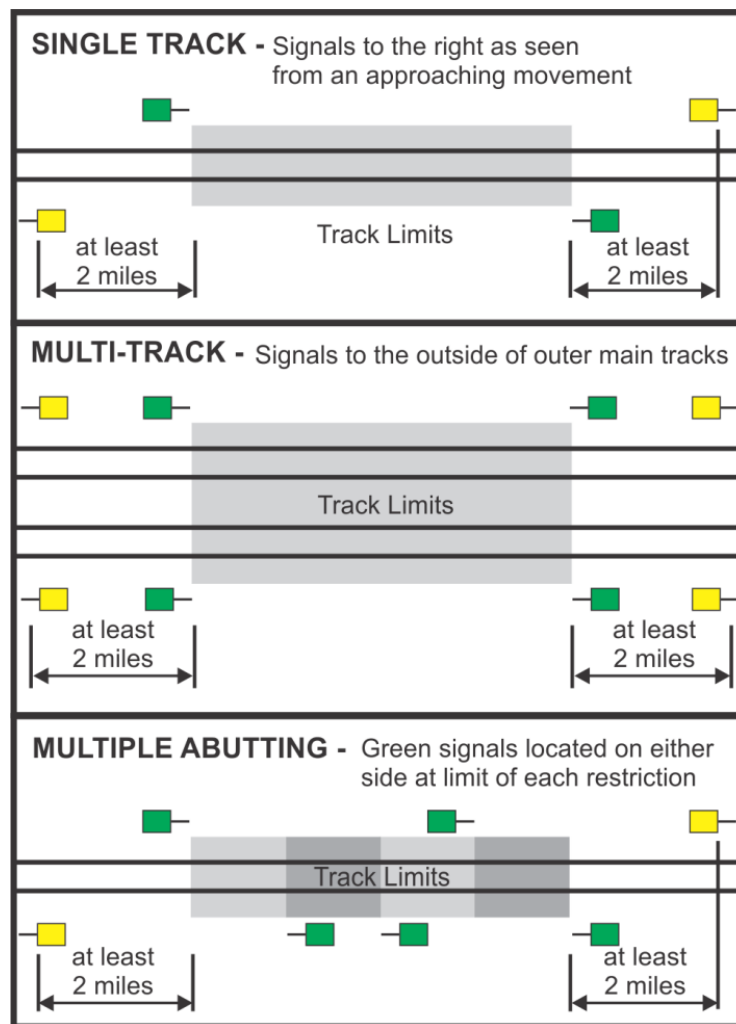 SINGLE TRACK - Signals to the right as seen
from an approaching movement
Track Limits
at least
2 miles
at least
2 miles
MULTI-TRACK - Signals to the outside of outer main tracks
Track Limits
at least
2 miles
at least
2 miles
MULTIPLE ABUTTING - Green signals located on either
side at limit of each restriction
Track Limits
at least
2 miles
at least
2 miles